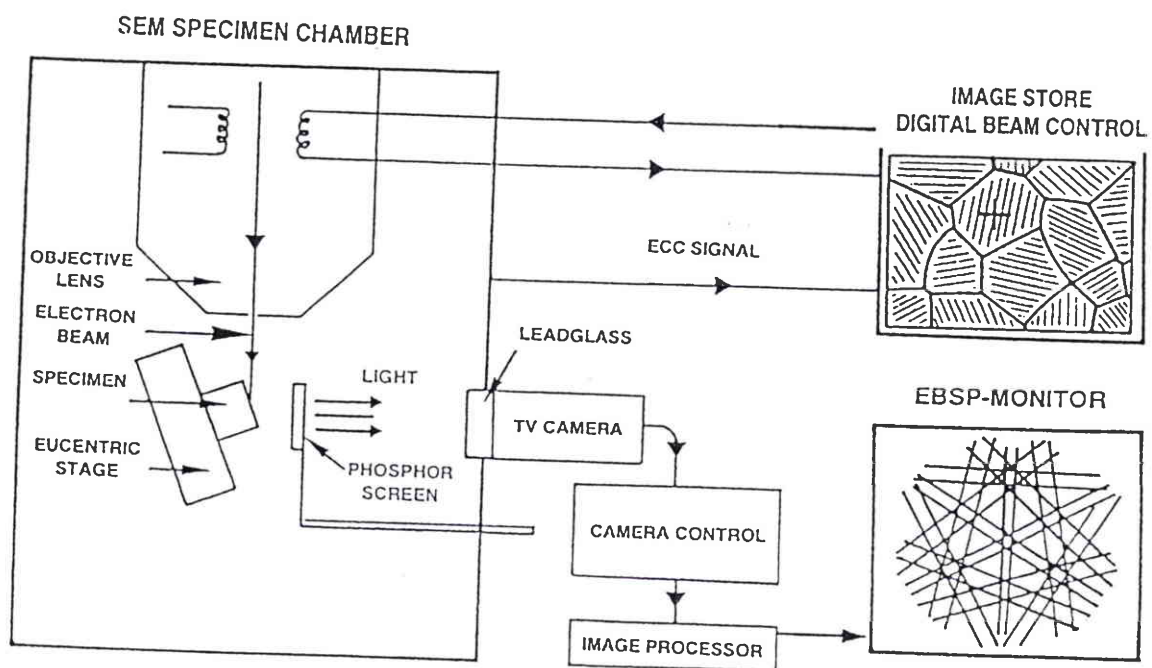 SEM SPECIMEN CHAMBER
IMAGE STORE
DIGITAL BEAM CONTROL
ECC SIGNAL
OBJECTIVE
LENS
ELECTRON
BEAM
SPECIMEN
EUCENTRIC
STAGE
LIGHT
PHOSPHOR
SCREEN
LEADGLASS
TV CAMERA
CAMERA CONTROL
IMAGE PROCESSOR
EBSP-MONITOR